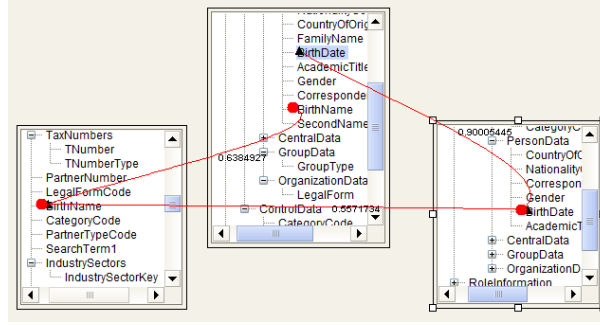 TaxNumbers
TNumber
TNumberType
PartnerNumber
LegalFormCode
BirthName
CategoryCode
PartnerTypeCode
SearchTerm1
IndustrySectors
IndustrySectorKey
CountryOfOrig
FamilyName
BirthDate
AcademicTitle
Gender
Corresponde
BirthName
SecondName
CentralData
0.6384927
GroupData
GroupType
OrganizationData
LegalForm
ControlData 0.5571734
CategoryCode
0.90005445 CategoryC
PersonData
CountryOfO
Nationality
Correspon
Gender
BirthDate
AcademicT
CentralData
GroupData
OrganizationD
RoleInformation